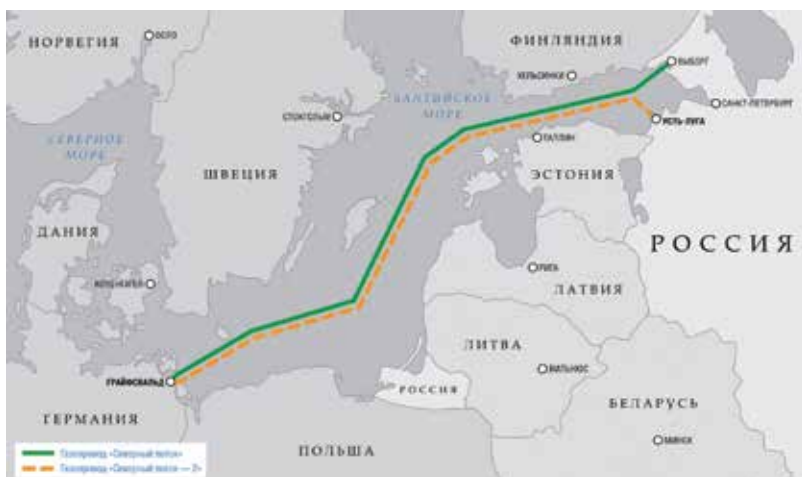 НОРВЕГИЯ
ОСЛО
ФИНЛЯНДИЯ
ВЫБОРГ
ХЕЛЬСИНКИ
САНКТ-ПЕТЕРБУРГ
БАЛТИЙСКОЕ
МОРЕ
СТОКГОЛЬМ
УСТЬ-ЛУГА
ТАЛЛИН
СЕВЕРНОЕ
МОРЕ
ШВЕЦИЯ
ЭСТОНИЯ
ДАНИЯ
РОССИЯ
РИГА
КОПЕНГАГЕН
ЛАТВИЯ
ЛИТВА
ВИЛЬНЮС
ГРАЙФСВАЛЬД
РОССИЯ
БЕЛАРУСЬ
ГЕРМАНИЯ
МИНСК
ПОЛЬША
Газопровод «Северный поток»
Газопровод «Северный поток — 2»